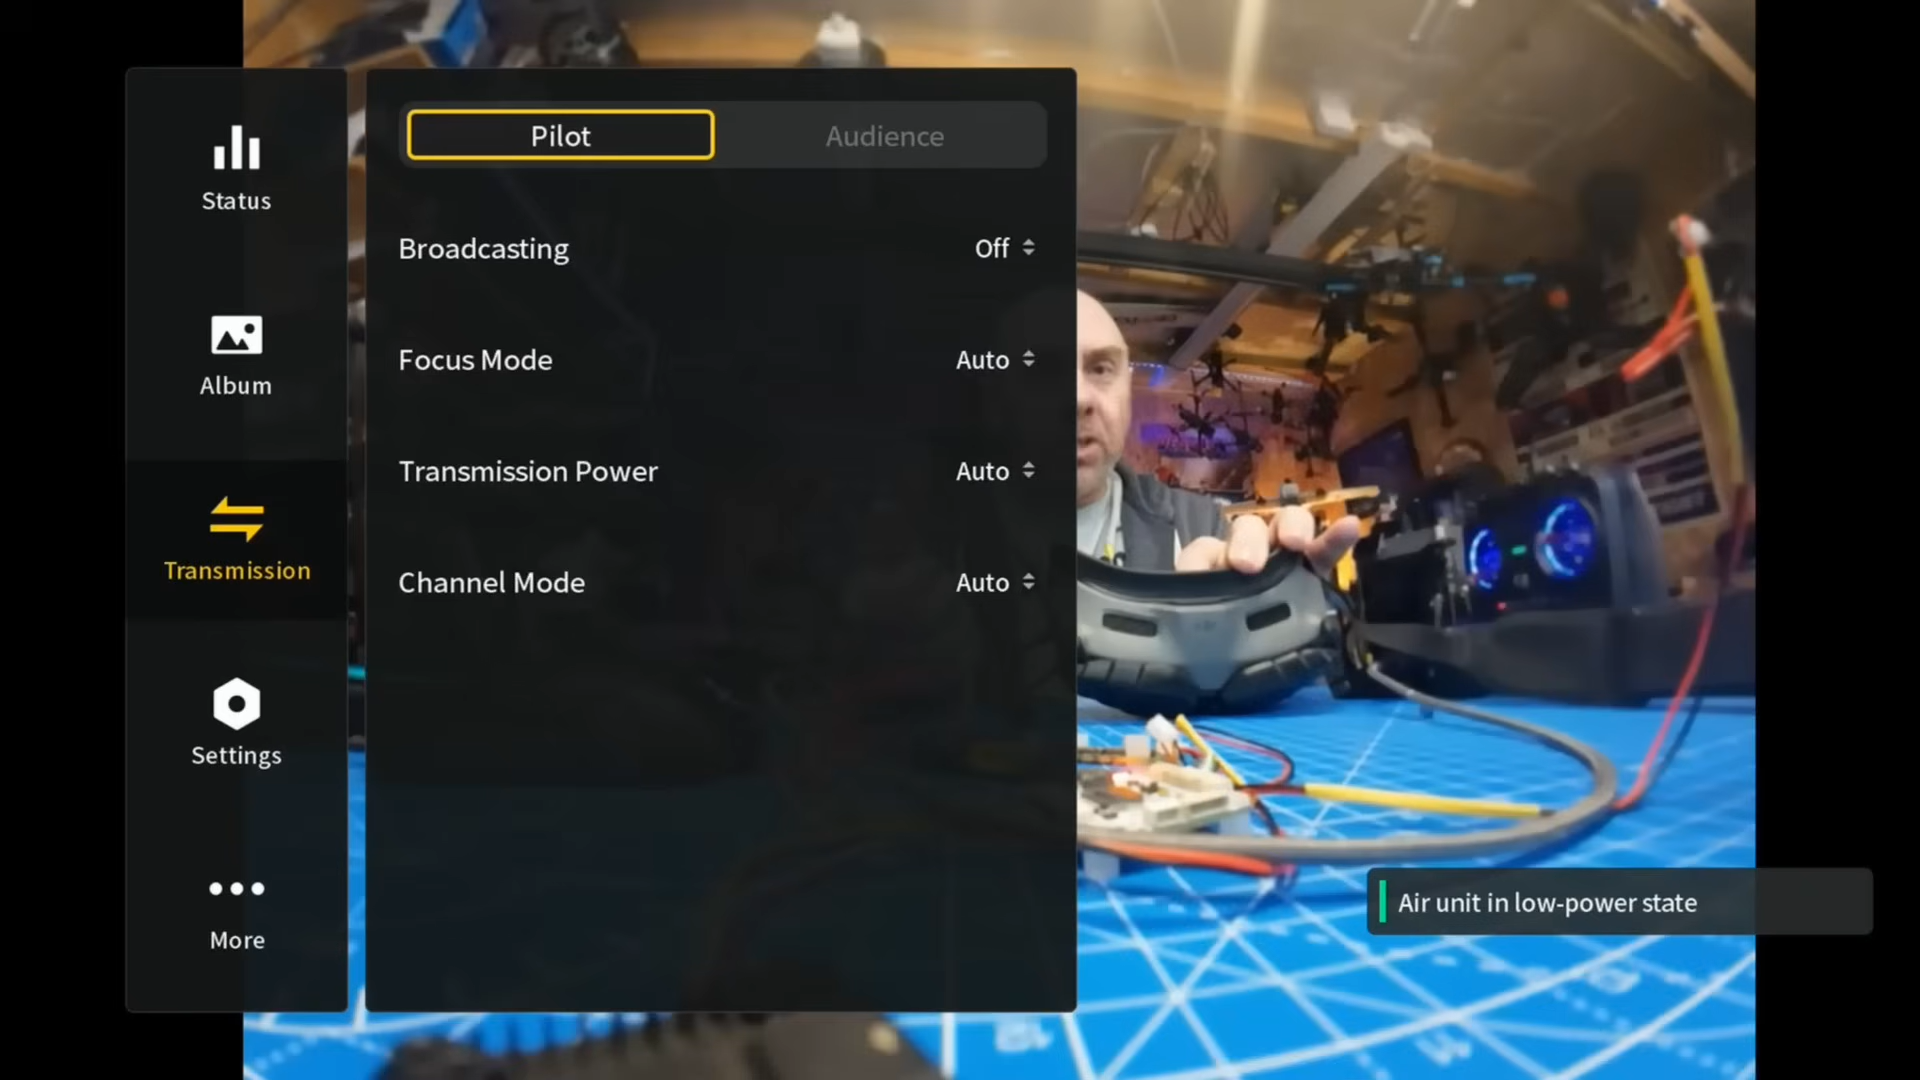 Status
Album
Transmission
Settings
More
Pilot
Audience
Broadcasting
Off
Focus Mode
Auto
Transmission Power
Auto
Channel Mode
Auto
Air unit in low-power state